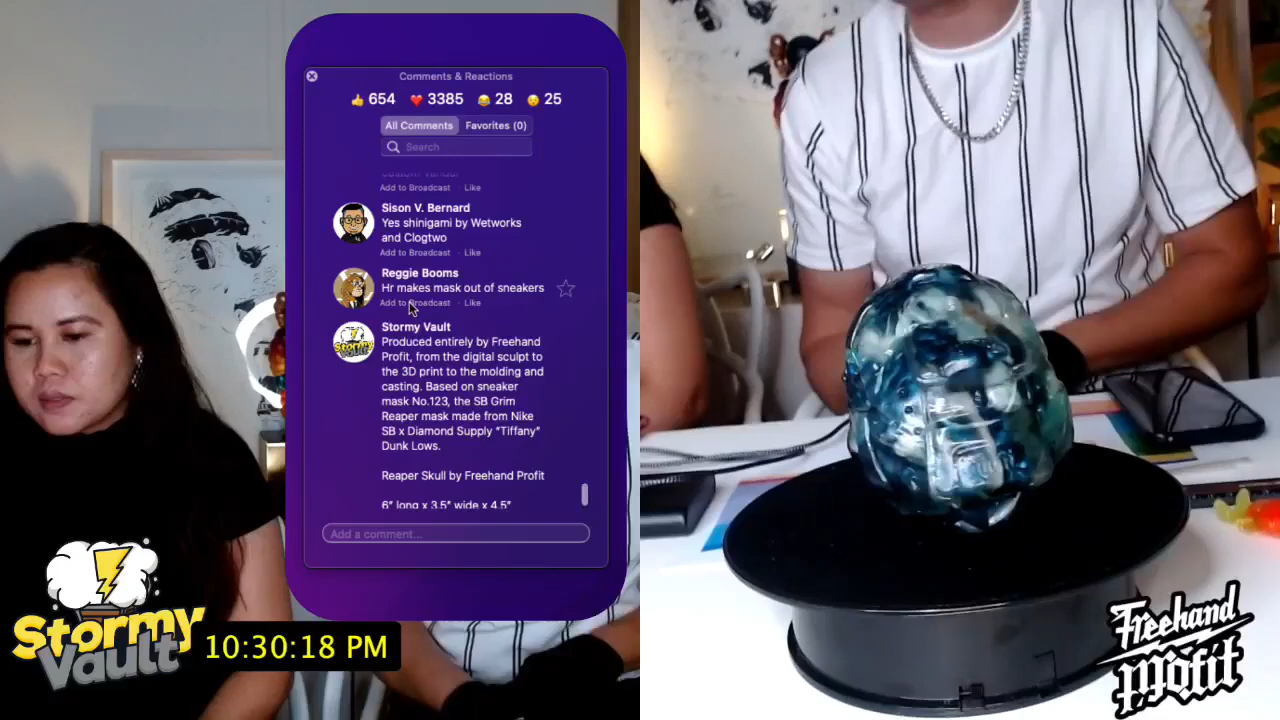 Comments & Reactions
654 3385 28 25
All Comments Favorites (0)
Search
Add to Broadcast · Like
Sison V. Bernard
Yes shinigami by Wetworks
and Clogtwo
Add to Broadcast · Like
Reggie Booms
Hr makes mask out of sneakers
Add to Broadcast · Like
Stormy Vault
Produced entirely by Freehand
Profit, from the digital sculpt to
the 3D print to the molding and
casting. Based on sneaker
mask No.123, the SB Grim
Reaper mask made from Nike
SB x Diamond Supply “Tiffany”
Dunk Lows.
Reaper Skull by Freehand Profit
6” long x 3.5” wide x 4.5”
Add a comment...
Stormy
Vault
10:30:18 PM
Freehand
Profit